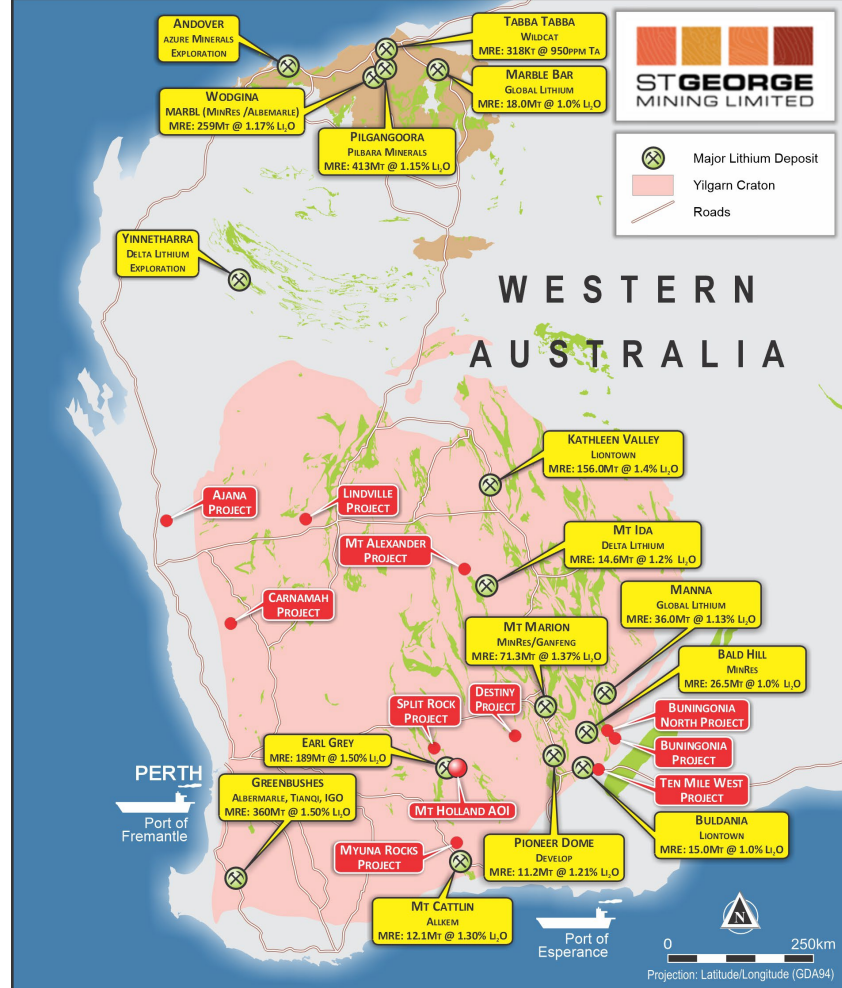 ANDOVER
AZURE MINERALS
EXPLORATION
TABBA TABBA
WILDCAT
MRE: 318KT @ 950PPM TA
STGEORGE
MINING LIMITED
WODGINA
MARBL (MINRES /ALBEMARLE)
MRE: 259MT @ 1.17% LI2O
MARBLE BAR
GLOBAL LITHIUM
MRE: 18.0MT @ 1.0% LI2O
PILGANGOORA
PILBARA MINERALS
MRE: 413MT @ 1.15% LI2O
Major Lithium Deposit
Yilgarn Craton
Roads
YINNETHARRA
DELTA LITHIUM
EXPLORATION
WESTERN
AUSTRALIA
KATHLEEN VALLEY
LIONTOWN
MRE: 156.0MT @ 1.4% LI2O
AJANA
PROJECT
LINDVILLE
PROJECT
MT ALEXANDER
PROJECT
MT IDA
DELTA LITHIUM
MRE: 14.6MT @ 1.2% LI2O
CARNAMAH
PROJECT
MANNA
GLOBAL LITHIUM
MRE: 36.0MT @ 1.13% LI2O
MT MARION
MINRES/GANFENG
MRE: 71.3MT @ 1.37% LI2O
BALD HILL
MINRES
MRE: 26.5MT @ 1.0% LI2O
SPLIT ROCK
PROJECT
DESTINY
PROJECT
BUNINGONIA
NORTH PROJECT
BUNINGONIA
PROJECT
EARL GREY
MRE: 189MT @ 1.50% LI2O
PERTH
Port of
Fremantle
GREENBUSHES
ALBERMARLE, TIANQI, IGO
MRE: 360MT @ 1.50% LI2O
MT HOLLAND AOI
TEN MILE WEST
PROJECT
BULDANIA
LIONTOWN
MRE: 15.0MT @ 1.0% LI2O
MYUNA ROCKS
PROJECT
PIONEER DOME
DEVELOP
MRE: 11.2MT @ 1.21% LI2O
MT CATTLIN
ALLKEM
MRE: 12.1MT @ 1.30% LI2O
Port of
Esperance
N
0 250km
Projection: Latitude/Longitude (GDA94)